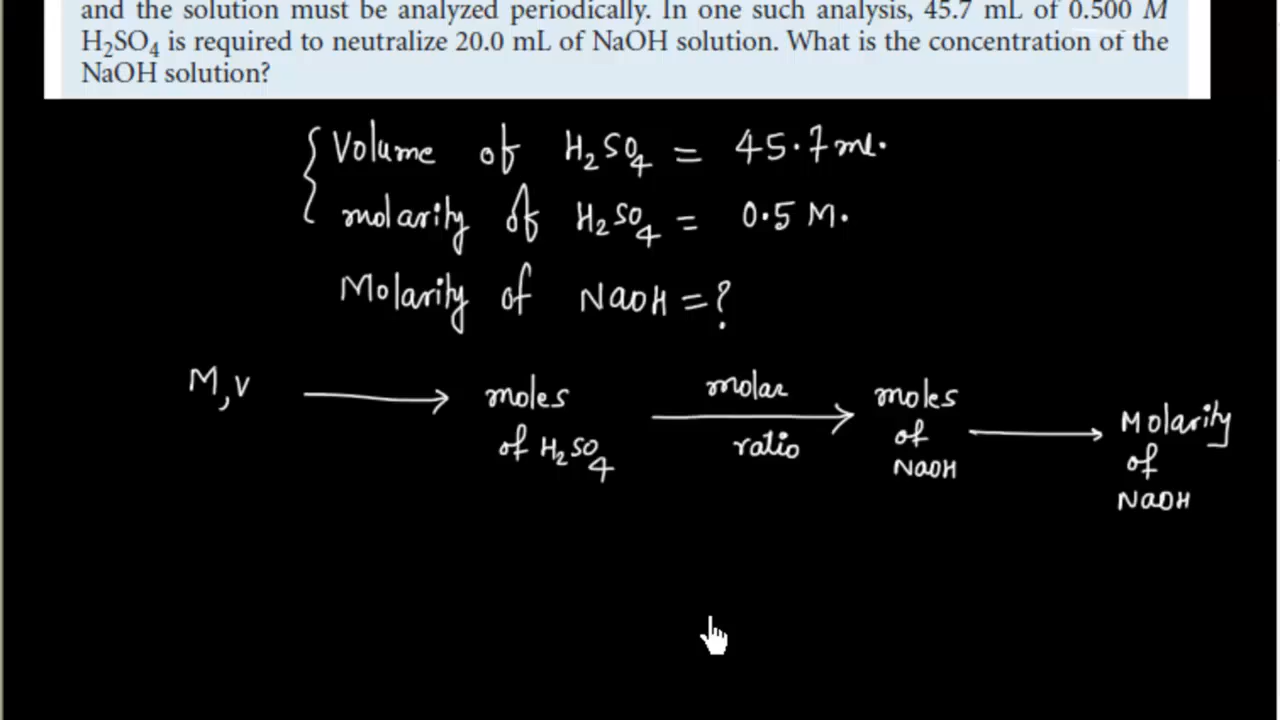 and the solution must be analyzed periodically. In one such analysis, 45.7 mL of 0.500 M
H₂SO₄ is required to neutralize 20.0 mL of NaOH solution. What is the concentration of the
NaOH solution?
Volume of H₂SO₄ = 45.7 ml.
molarity of H₂SO₄ = 0.5 M.
Molarity of NaOH = ?
M, V → moles of H₂SO₄ molar ratio → moles of NaOH → Molarity of NaOH